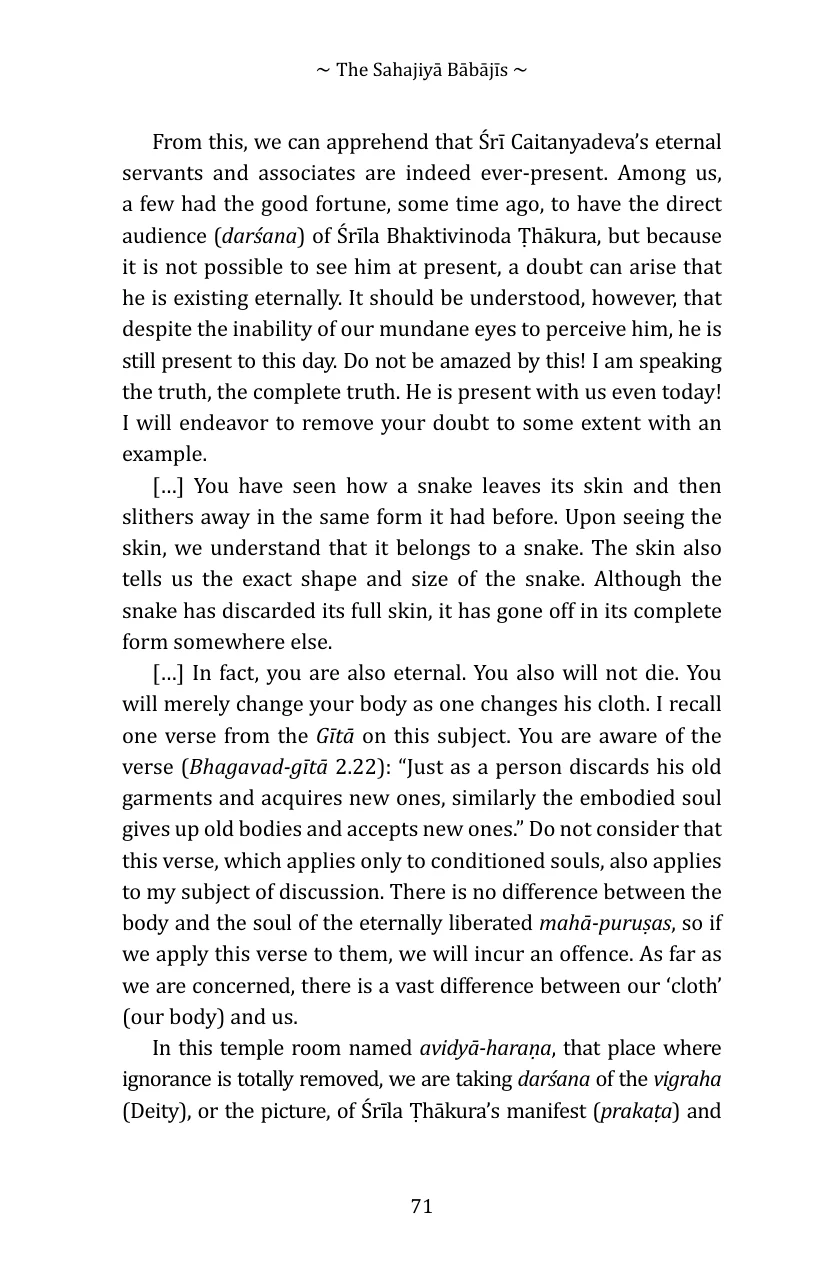 ~ The Sahajiyā Bābājīs ~
From this, we can apprehend that Śrī Caitanyadeva’s eternal
servants and associates are indeed ever-present. Among us,
a few had the good fortune, some time ago, to have the direct
audience (darśana) of Śrīla Bhaktivinoda Ṭhākura, but because
it is not possible to see him at present, a doubt can arise that
he is existing eternally. It should be understood, however, that
despite the inability of our mundane eyes to perceive him, he is
still present to this day. Do not be amazed by this! I am speaking
the truth, the complete truth. He is present with us even today!
I will endeavor to remove your doubt to some extent with an
example.
[…] You have seen how a snake leaves its skin and then
slithers away in the same form it had before. Upon seeing the
skin, we understand that it belongs to a snake. The skin also
tells us the exact shape and size of the snake. Although the
snake has discarded its full skin, it has gone off in its complete
form somewhere else.
[…] In fact, you are also eternal. You also will not die. You
will merely change your body as one changes his cloth. I recall
one verse from the Gītā on this subject. You are aware of the
verse (Bhagavad-gītā 2.22): “Just as a person discards his old
garments and acquires new ones, similarly the embodied soul
gives up old bodies and accepts new ones.” Do not consider that
this verse, which applies only to conditioned souls, also applies
to my subject of discussion. There is no difference between the
body and the soul of the eternally liberated mahā-puruṣas, so if
we apply this verse to them, we will incur an offence. As far as
we are concerned, there is a vast difference between our ‘cloth’
(our body) and us.
In this temple room named avidyā-haraṇa, that place where
ignorance is totally removed, we are taking darśana of the vigraha
(Deity), or the picture, of Śrīla Ṭhākura’s manifest (prakaṭa) and
71